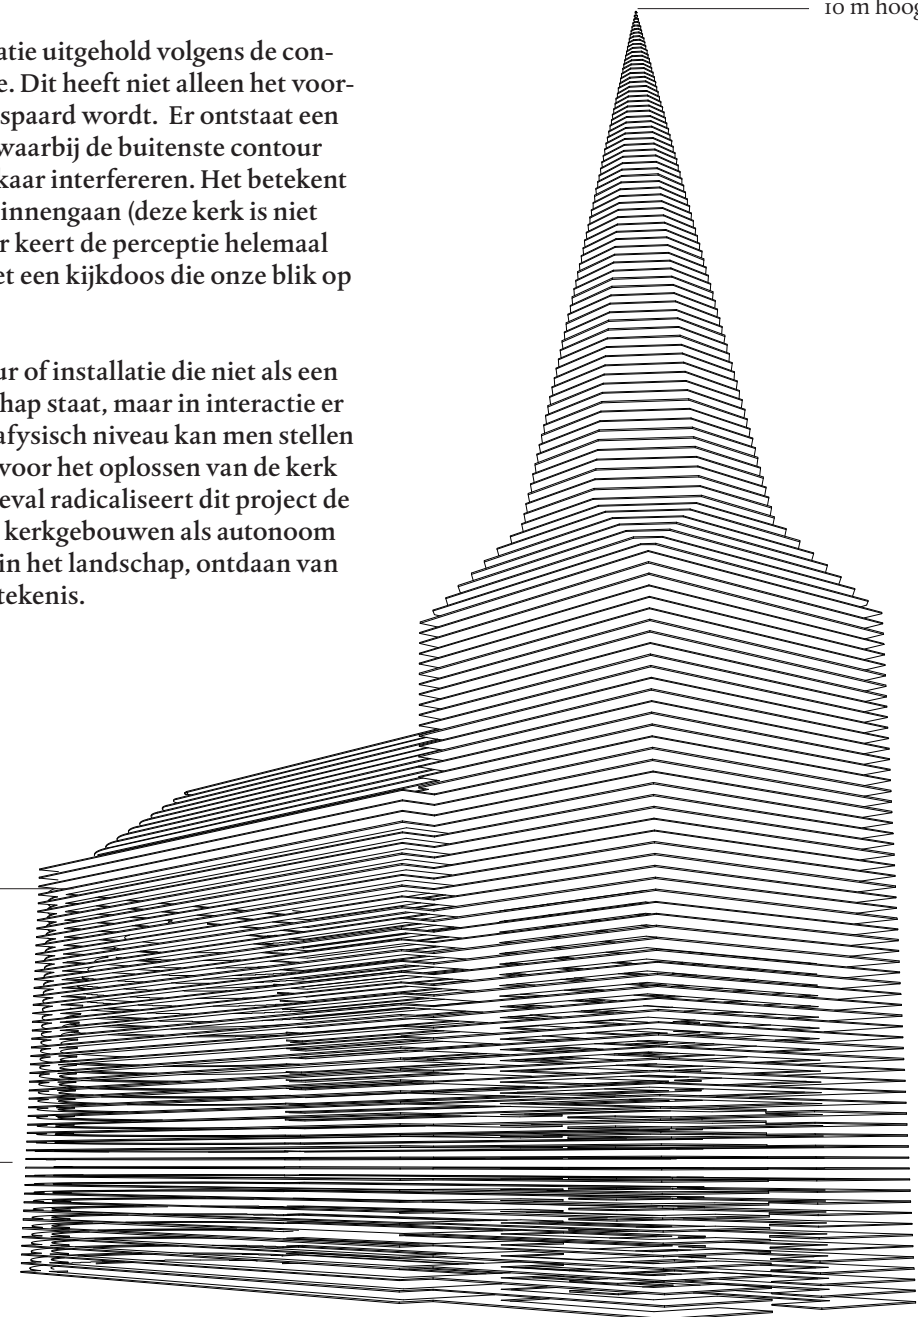 atie uitgehold volgens de con-
e. Dit heeft niet alleen het voor-
spaard wordt.  Er ontstaat een
waarbij de buitenste contour
kaar interfereren. Het betekent
innengaan (deze kerk is niet
r keert de perceptie helemaal
et een kijkdoos die onze blik op
ur of installatie die niet als een
hap staat, maar in interactie er
afysisch niveau kan men stellen
voor het oplossen van de kerk
eval radicaliseert dit project de
kerkgebouwen als autonoom
in het landschap, ontdaan van
tekenis.
10 m hoog